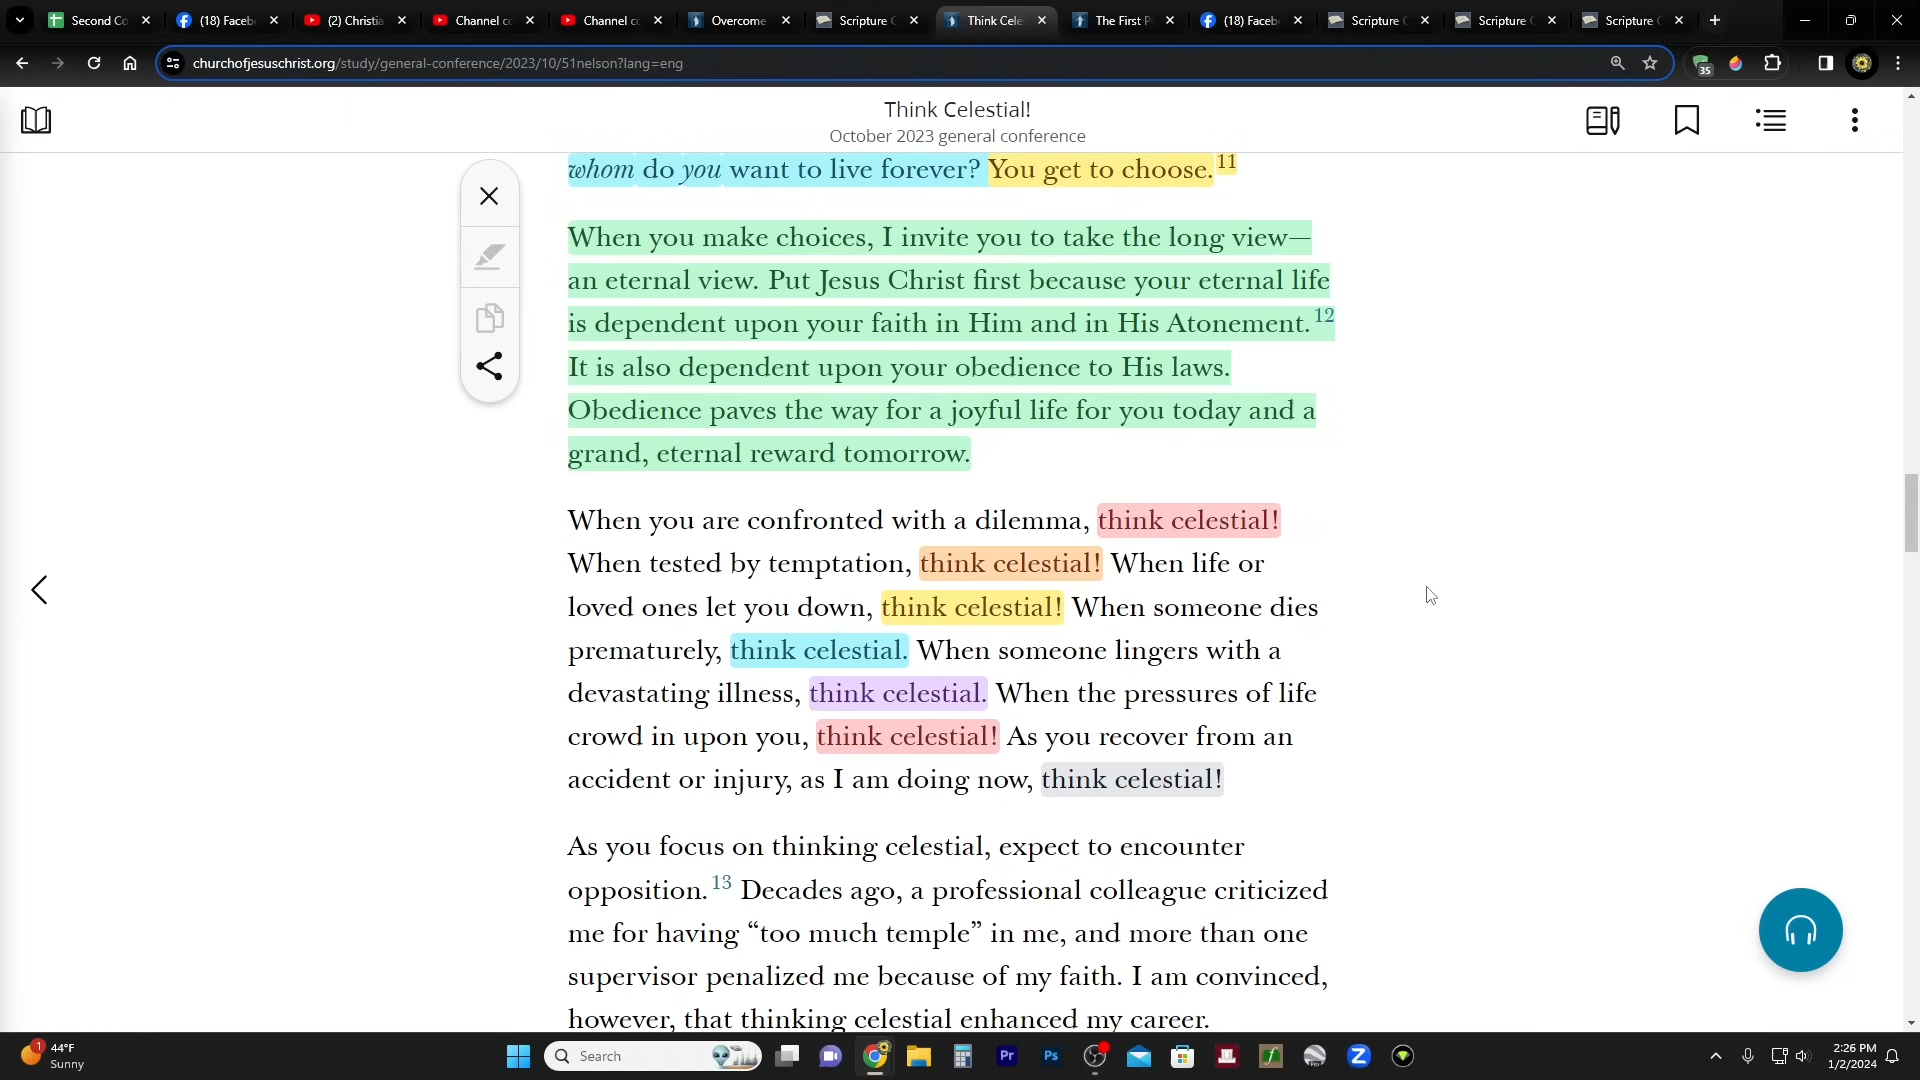 Second Co
(18) Faceb
(2) Christia
Channel co
Channel co
Overcome
Scripture C
Think Cele
The First P
(18) Faceb
Scripture C
Scripture C
Scripture C
churchofjesuschrist.org/study/general-conference/2023/10/51nelson?lang=eng
35
Think Celestial!
October 2023 general conference
whom do you want to live forever? You get to choose.11
When you make choices, I invite you to take the long view—
an eternal view. Put Jesus Christ first because your eternal life
is dependent upon your faith in Him and in His Atonement.12
It is also dependent upon your obedience to His laws.
Obedience paves the way for a joyful life for you today and a
grand, eternal reward tomorrow.
When you are confronted with a dilemma, think celestial!
When tested by temptation, think celestial! When life or
loved ones let you down, think celestial! When someone dies
prematurely, think celestial. When someone lingers with a
devastating illness, think celestial. When the pressures of life
crowd in upon you, think celestial! As you recover from an
accident or injury, as I am doing now, think celestial!
As you focus on thinking celestial, expect to encounter
opposition.13 Decades ago, a professional colleague criticized
me for having “too much temple” in me, and more than one
supervisor penalized me because of my faith. I am convinced,
however, that thinking celestial enhanced my career.
1
44°F
Sunny
Search
Pr
Ps
Z
2:26 PM
1/2/2024